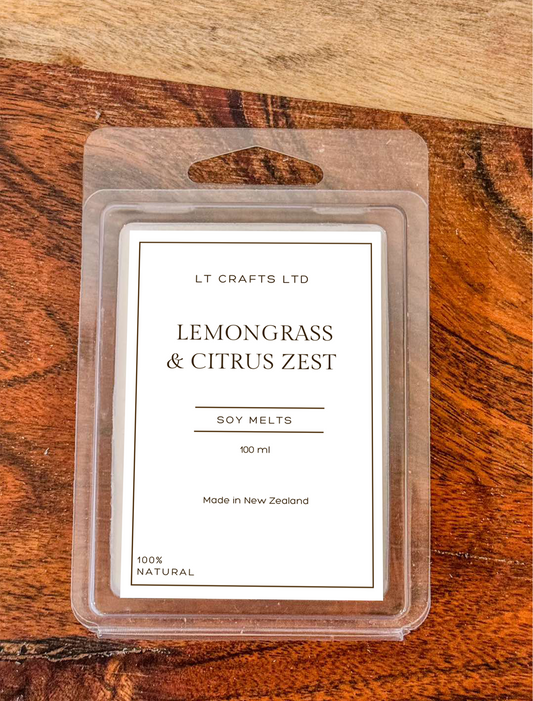 LT CRAFTS LTD
LEMONGRASS
& CITRUS ZEST
SOY MELTS
100 ml
Made in New Zealand
100%
NATURAL